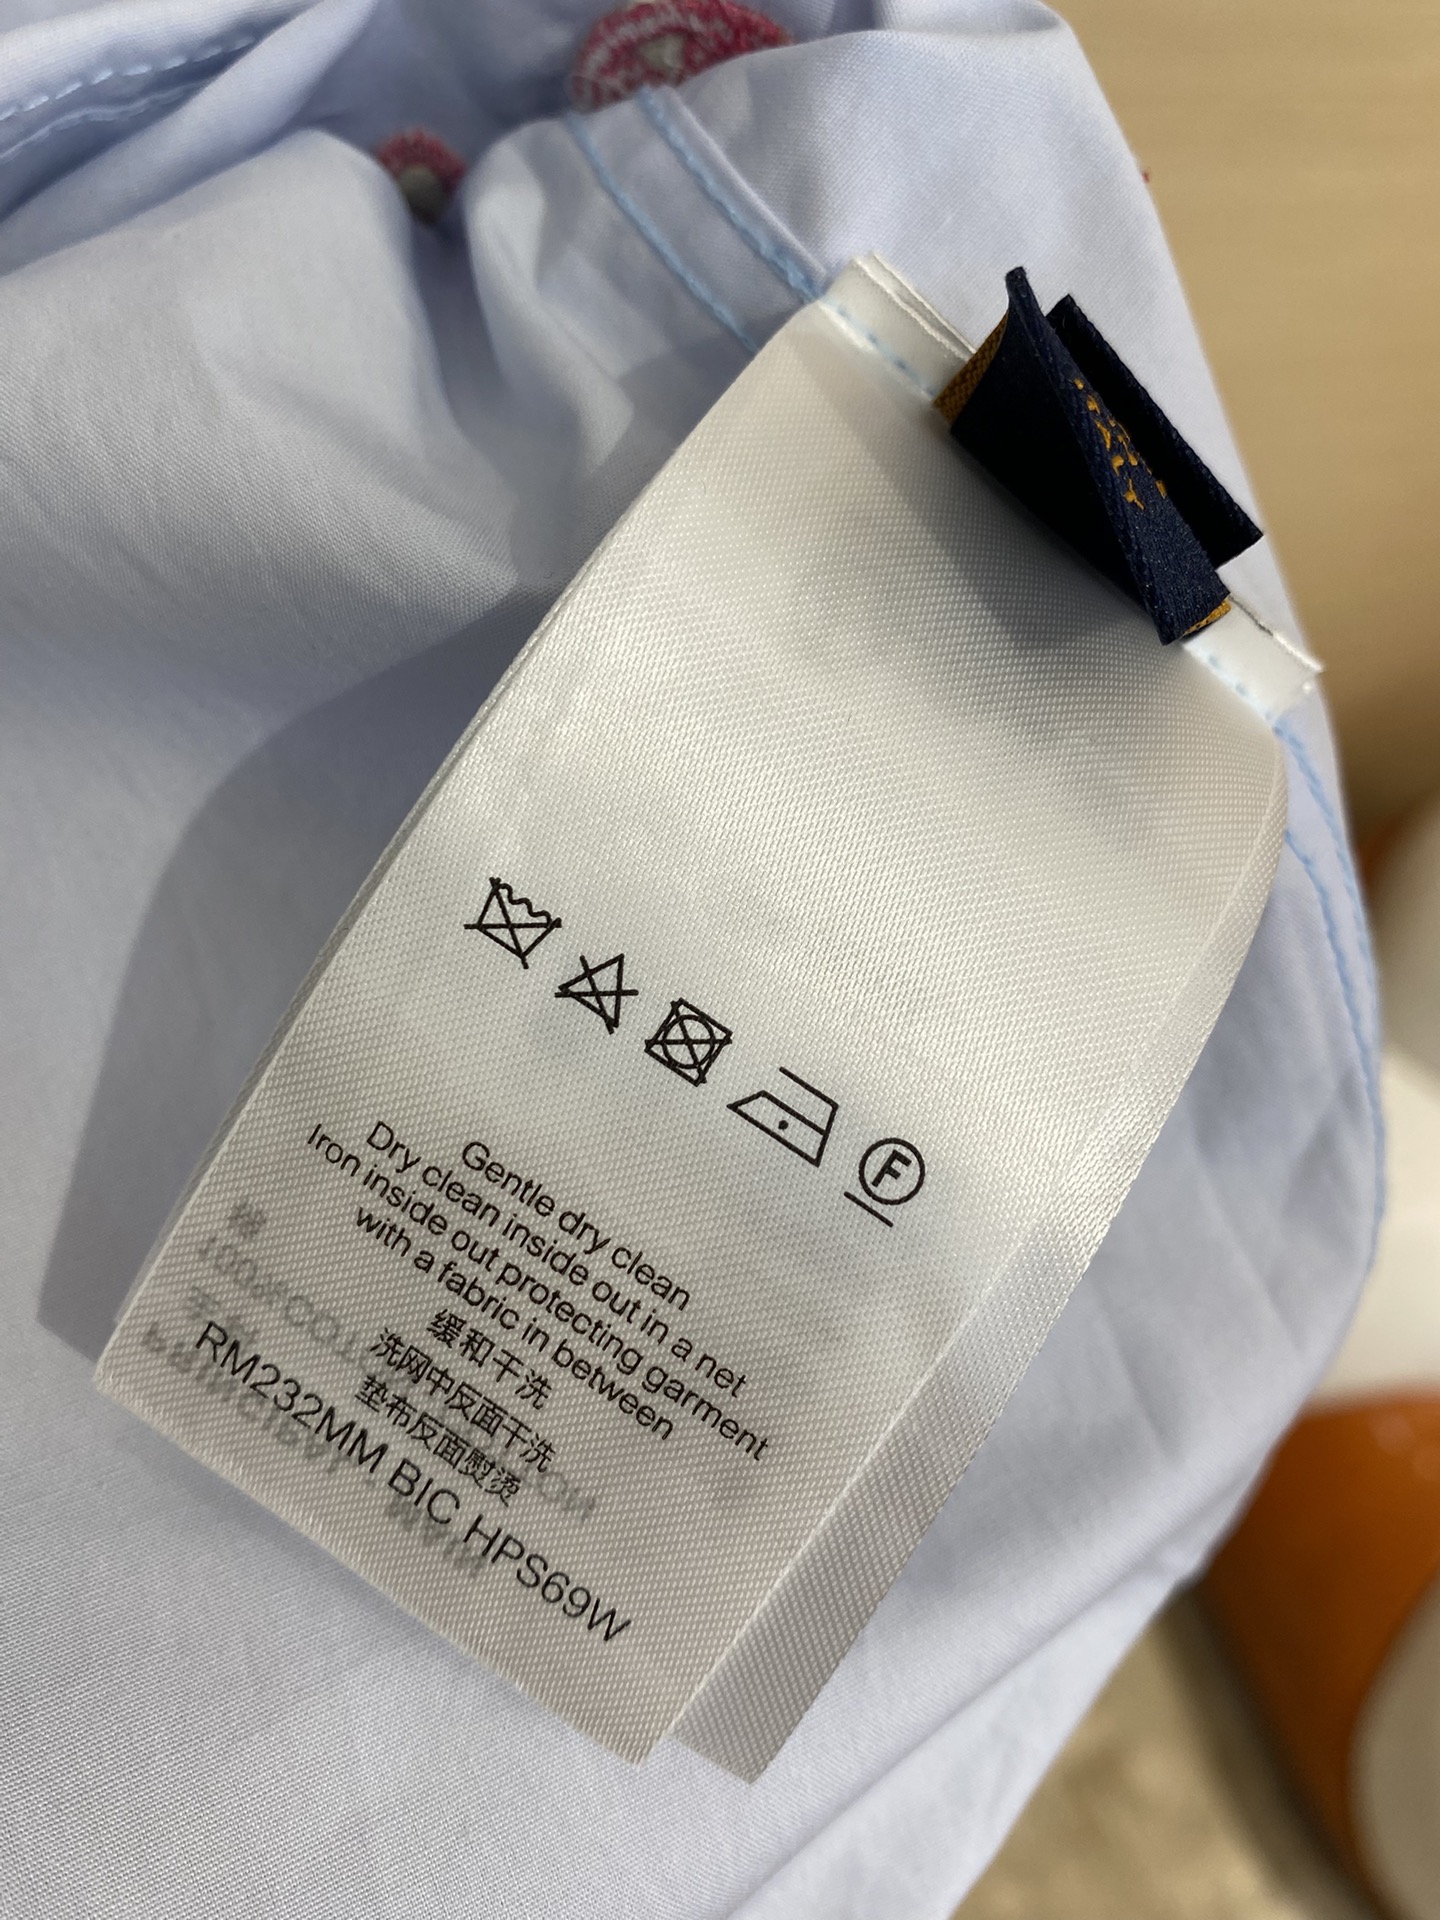 F
Gentle dry clean
Dry clean inside out in a net
Iron inside out protecting garment
with a fabric in between
缓和干洗
洗网中反面干洗
垫布反面熨烫
RM232MM BIC HPS69W